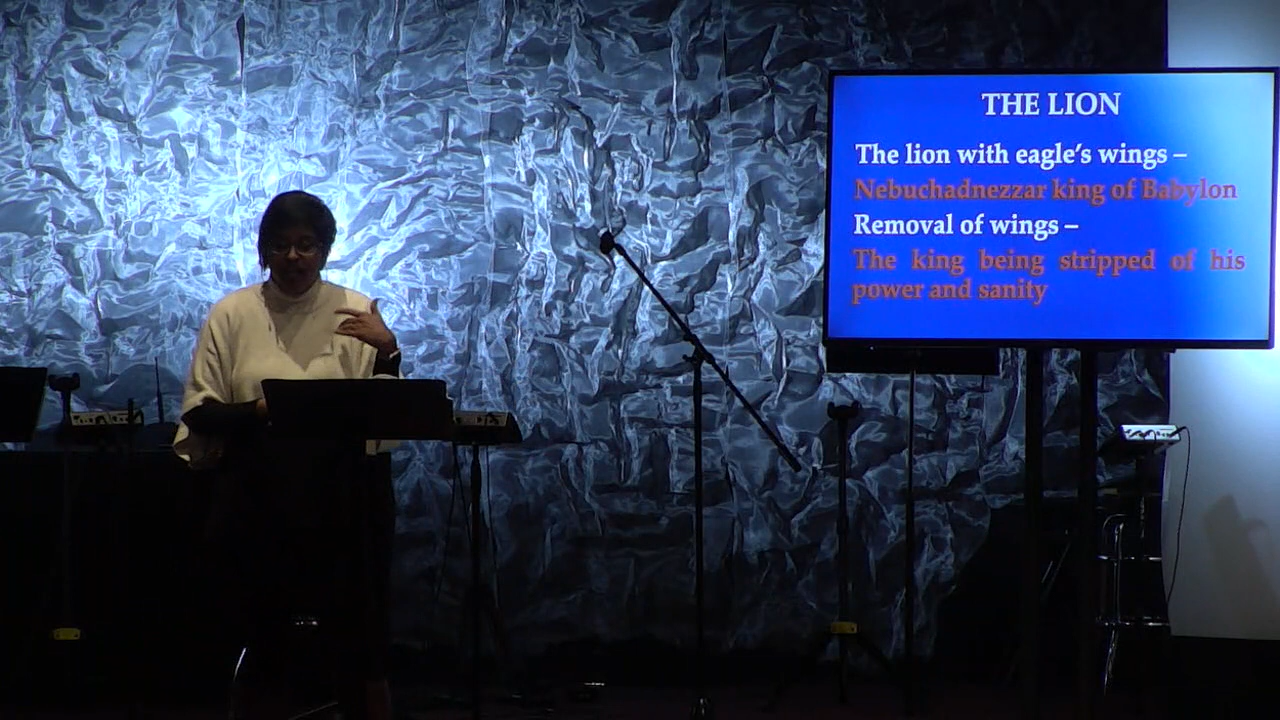 THE LION
The lion with eagle's wings –
Nebuchadnezzar king of Babylon
Removal of wings –
The king being stripped of his
power and sanity